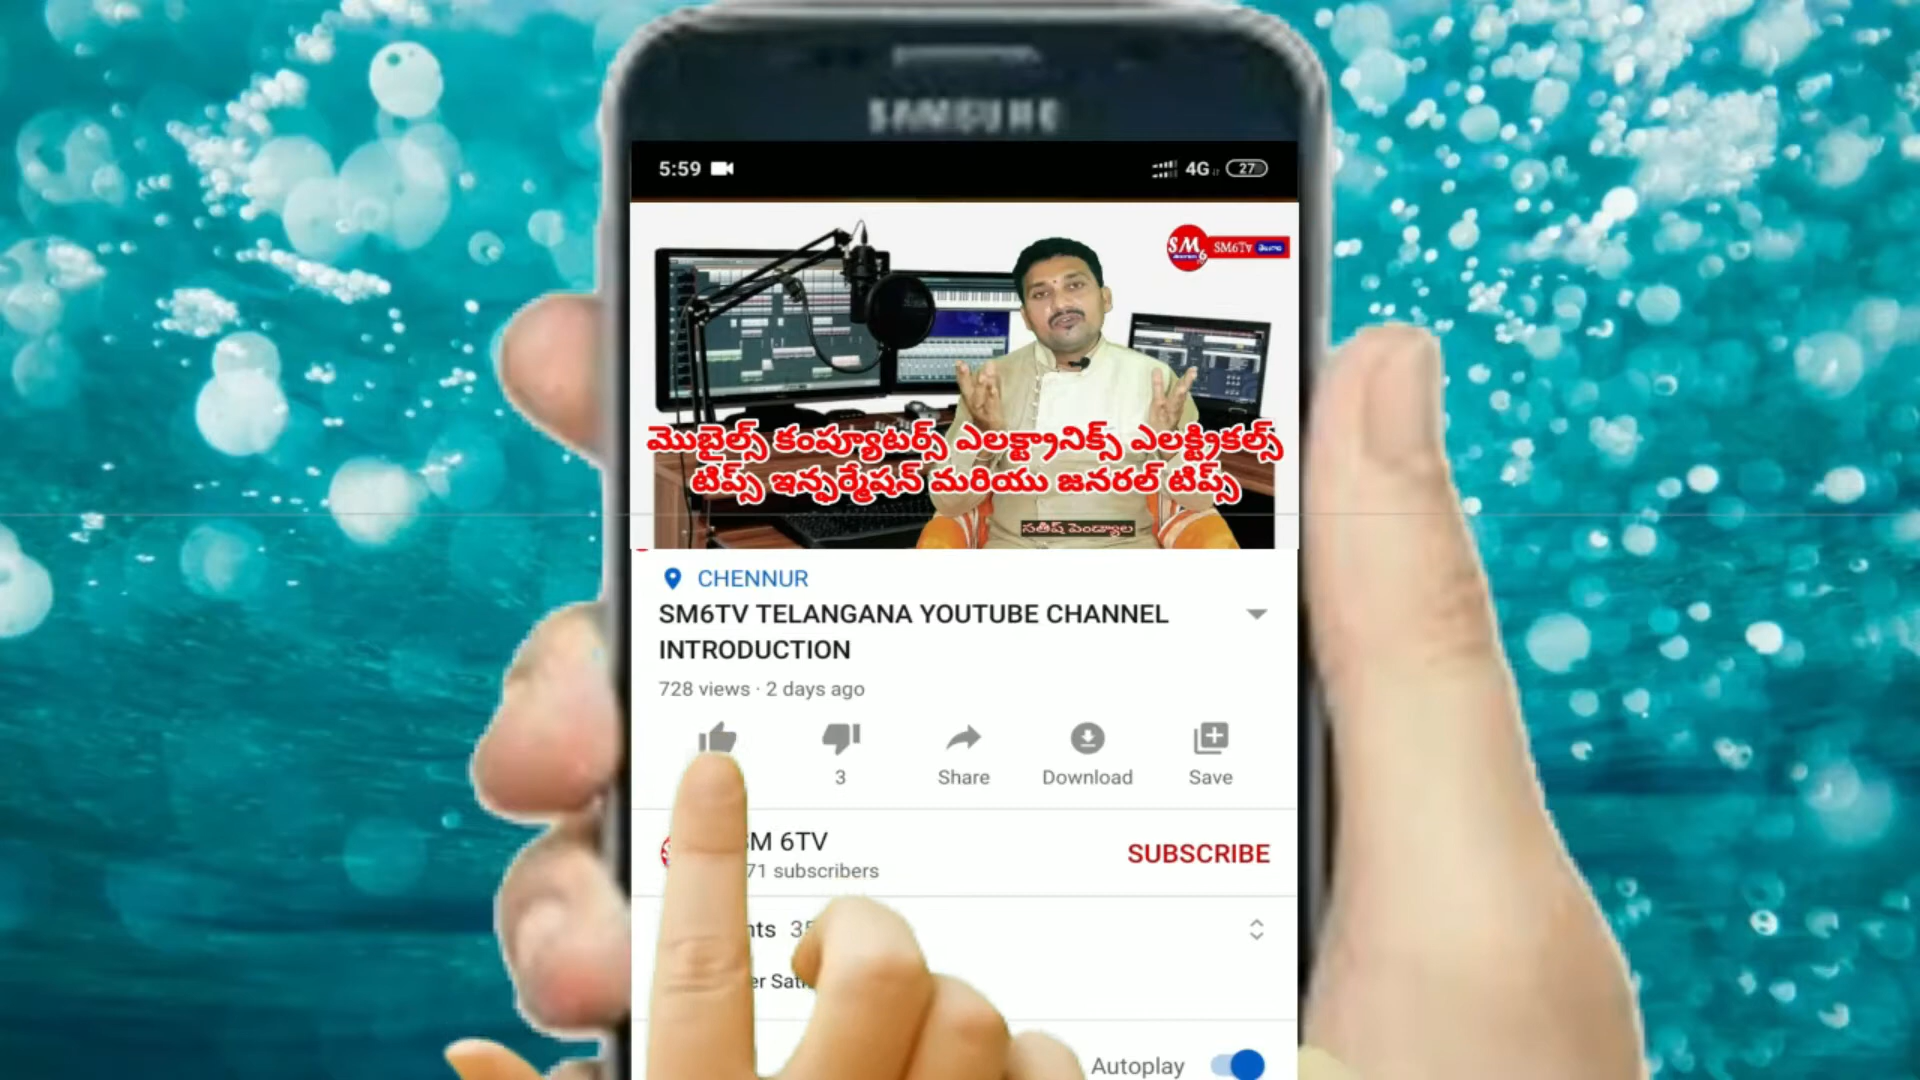 SAMSUNG
5:59
4G 27
SM6Tv
మొబైల్స్ కంప్యూటర్స్ ఎలక్ట్రానిక్స్ ఎలక్ట్రికల్స్
టిప్స్ ఇన్ఫర్మేషన్ మరియు జనరల్ టిప్స్
సతీష్ పెండ్యాల
CHENNUR
SM6TV TELANGANA YOUTUBE CHANNEL
INTRODUCTION
728 views · 2 days ago
3 Share Download Save
SM 6TV
71 subscribers
SUBSCRIBE
Autoplay